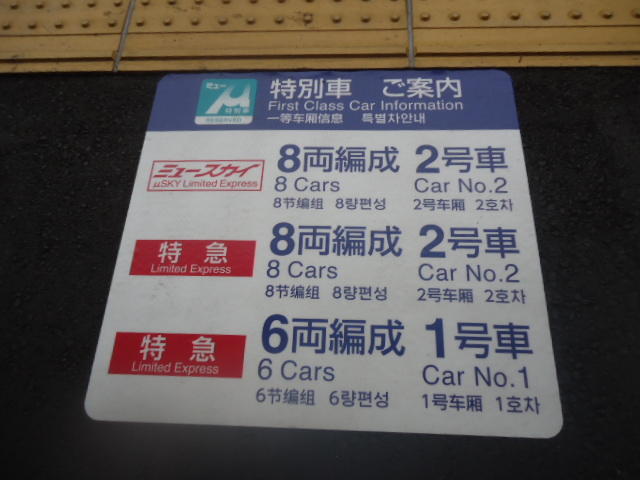 ミュー 特別車 ご案内
μ First Class Car Information
特別車
RESERVED 一等车厢信息 특별차안내
ミュースカイ 8両編成 2号車
μSKY Limited Express 8 Cars Car No.2
8节编组 8량편성 2号车厢 2호차
特急 8両編成 2号車
Limited Express 8 Cars Car No.2
8节编组 8량편성 2号车厢 2호차
特急 6両編成 1号車
Limited Express 6 Cars Car No.1
6节编组 6량편성 1号车厢 1호차